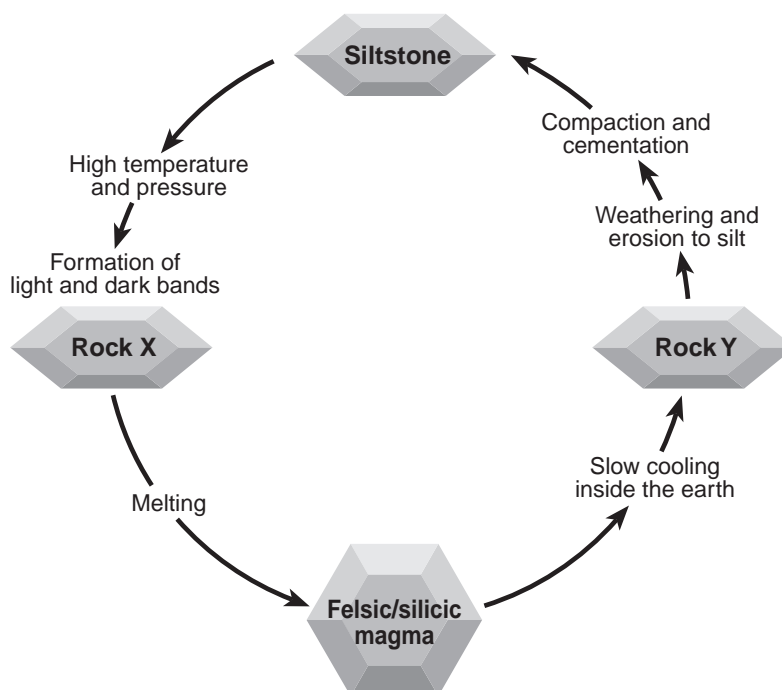 Siltstone
High temperature
and pressure
Formation of
light and dark bands
Rock X
Melting
Felsic/silicic
magma
Slow cooling
inside the earth
Rock Y
Weathering and
erosion to silt
Compaction and
cementation